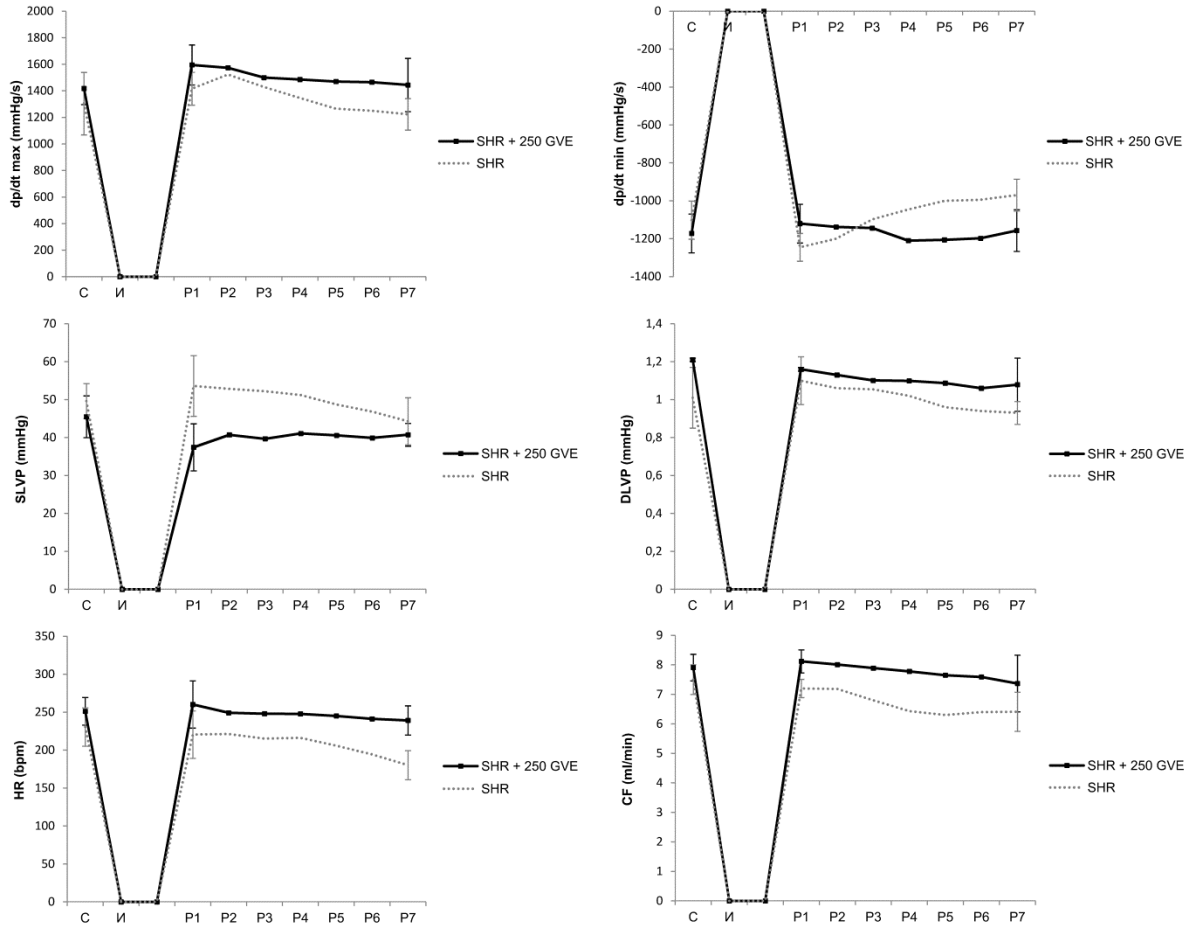 2000
1800
1600
1400
1200
1000
800
600
400
200
0
dp/dt max (mmHg/s)
C И P1 P2 P3 P4 P5 P6 P7
SHR + 250 GVE
SHR
0
-200
-400
-600
-800
-1000
-1200
-1400
dp/dt min (mmHg/s)
C И P1 P2 P3 P4 P5 P6 P7
SHR + 250 GVE
SHR
70
60
50
40
30
20
10
0
SLVP (mmHg)
C И P1 P2 P3 P4 P5 P6 P7
SHR + 250 GVE
SHR
1,4
1,2
1
0,8
0,6
0,4
0,2
0
DLVP (mmHg)
C И P1 P2 P3 P4 P5 P6 P7
SHR + 250 GVE
SHR
350
300
250
200
150
100
50
0
HR (bpm)
C И P1 P2 P3 P4 P5 P6 P7
SHR + 250 GVE
SHR
9
8
7
6
5
4
3
2
1
0
CF (ml/min)
C И P1 P2 P3 P4 P5 P6 P7
SHR + 250 GVE
SHR